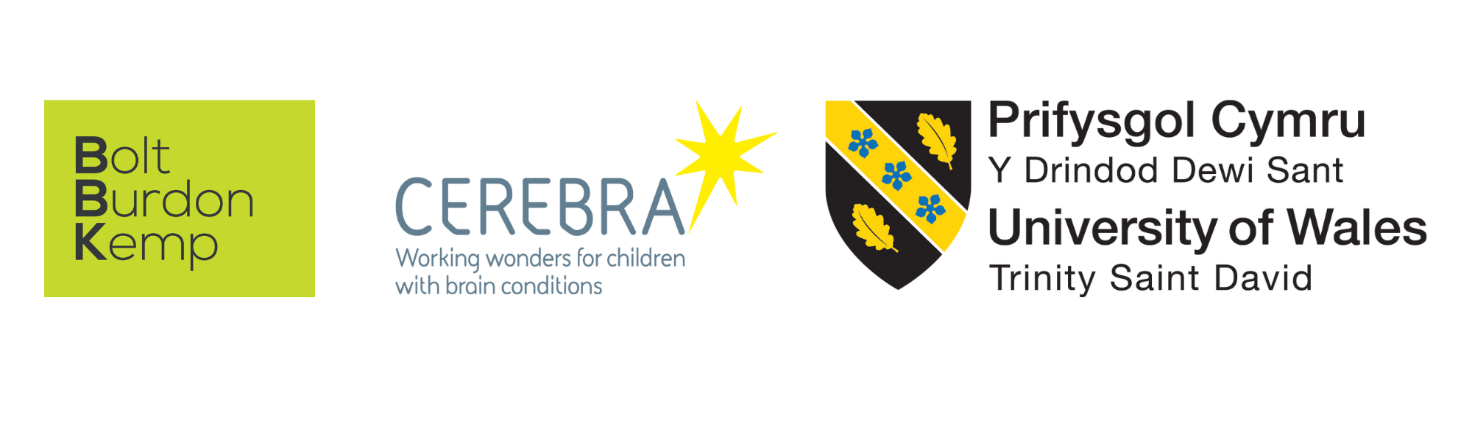 Bolt
Burdon
Kemp
CEREBRA
Working wonders for children
with brain conditions
Prifysgol Cymru
Y Drindod Dewi Sant
University of Wales
Trinity Saint David